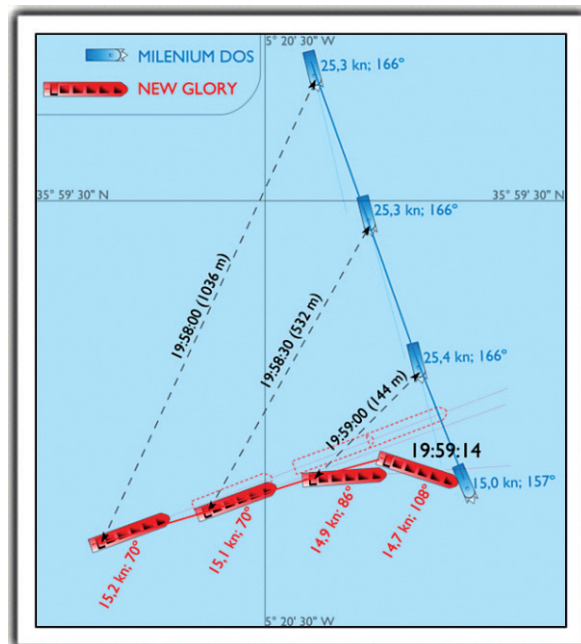 5° 20' 30" W
MILENIUM DOS
NEW GLORY
25,3 kn; 166°
35° 59' 30" N
35° 59' 30" N
25,3 kn; 166°
19:58:00 (1036 m)
19:58:30 (532 m)
19:59:00 (144 m)
25,4 kn; 166°
19:59:14
15,0 kn; 157°
15,2 kn; 70°
15,1 kn; 70°
14,9 kn; 86°
14,7 kn; 108°
5° 20' 30" W